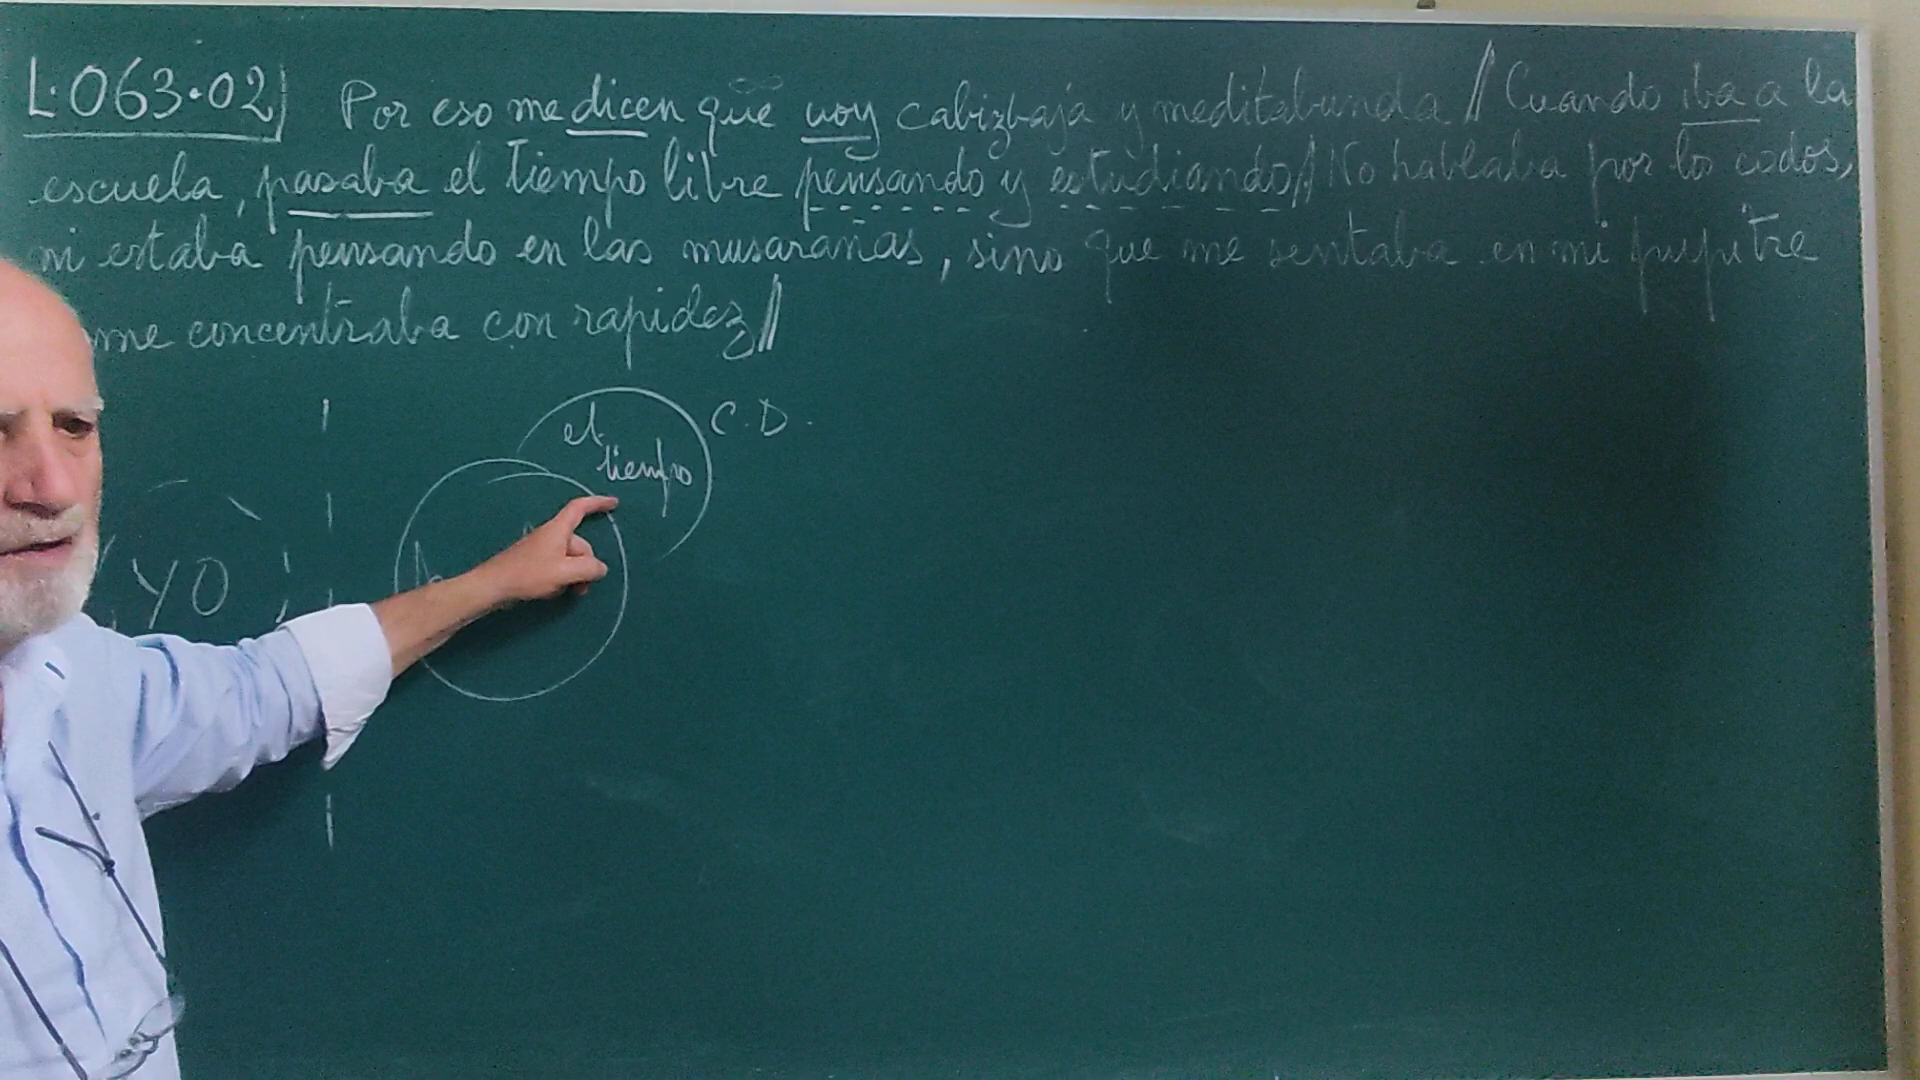 L.063.02 Por eso me dicen que voy cabizbaja y meditabunda // Cuando iba a la
escuela, pasaba el tiempo libre pensando y estudiando // No hablaba por los codos,
ni estaba pensando en las musarañas, sino que me sentaba en mi pupitre
me concentraba con rapidez //
el C.D.
tiempo
YO